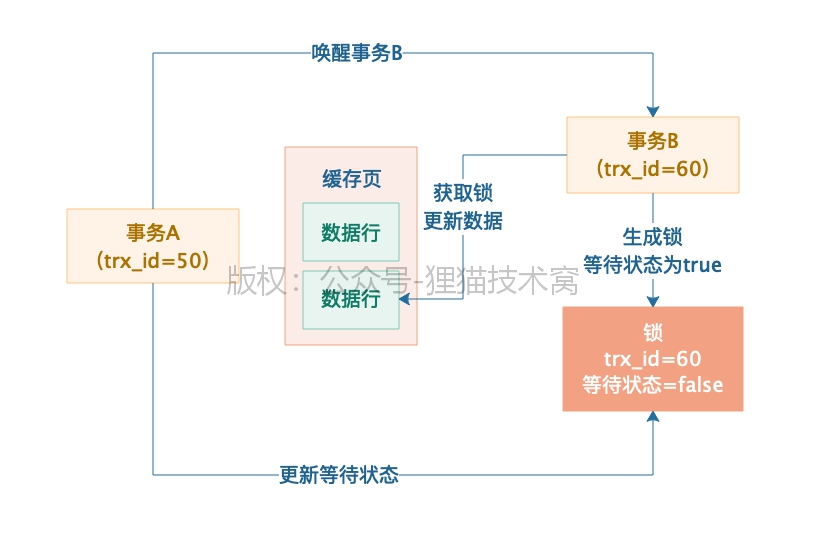 唤醒事务B
事务B
（trx_id=60）
缓存页
获取锁
更新数据
数据行
事务A
（trx_id=50）
生成锁
等待状态为true
版权：公众号-狸猫技术窝
数据行
锁
trx_id=60
等待状态=false
更新等待状态